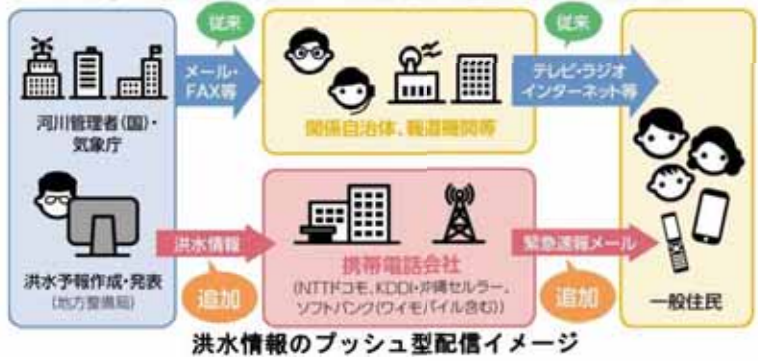 従来
従来
メール・
FAX等
テレビ・ラジオ
インターネット等
河川管理者(国)・
気象庁
関係自治体、報道機関等
洪水予報作成・発表
(地方整備局)
洪水情報
追加
携帯電話会社
(NTTドコモ、KDDI・沖縄セルラー、
ソフトバンク(ワイモバイル含む))
緊急速報メール
追加
一般住民
洪水情報のプッシュ型配信イメージ